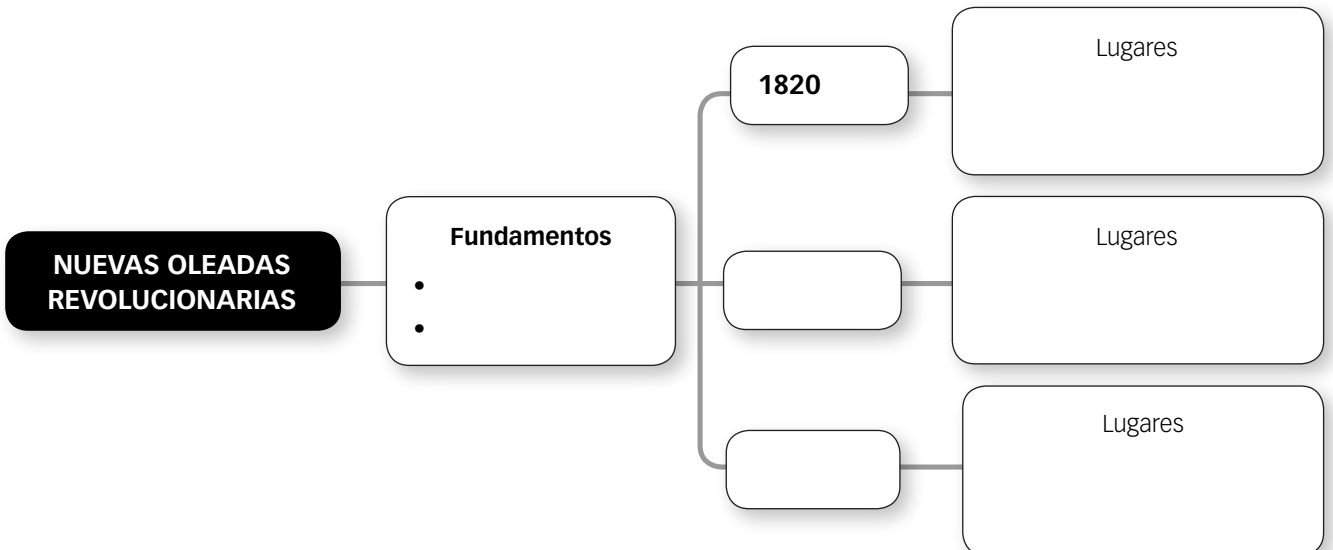 NUEVAS OLEADAS
REVOLUCIONARIAS
Fundamentos
•
•
1820
Lugares
Lugares
Lugares